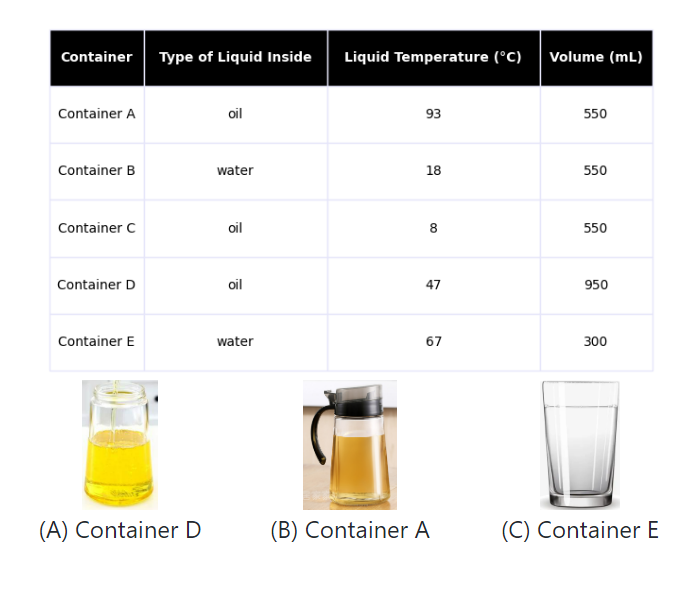 Container Type of Liquid Inside Liquid Temperature (°C) Volume (mL)
Container A oil 93 550
Container B water 18 550
Container C oil 8 550
Container D oil 47 950
Container E water 67 300
(A) Container D (B) Container A (C) Container E